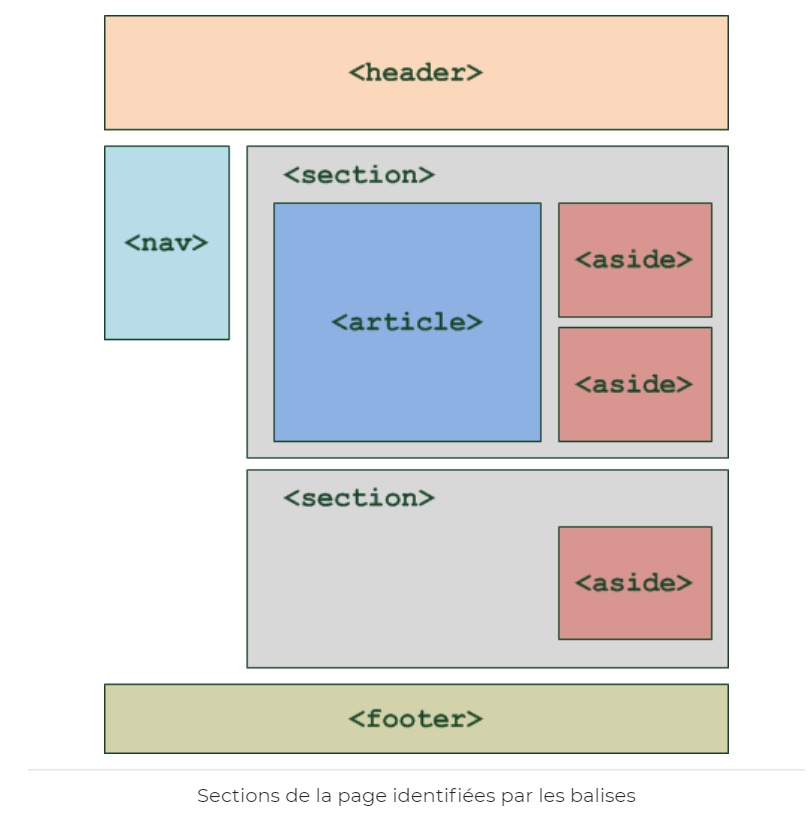 <header>
<nav>
<section>
<article>
<aside>
<aside>
<section>
<aside>
<footer>
Sections de la page identifiées par les balises